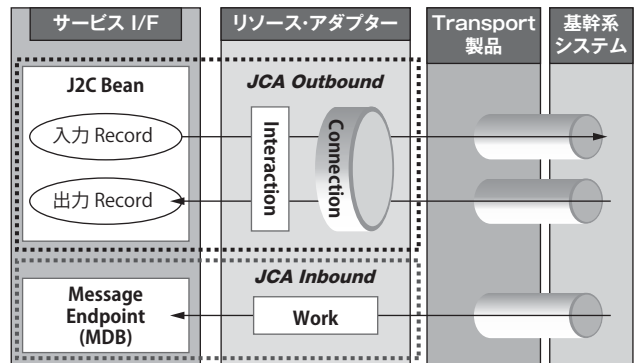 サービス I/F
リソース・アダプター
Transport
製品
基幹系
システム
J2C Bean
JCA Outbound
入力 Record
Interaction
Connection
出力 Record
JCA Inbound
Message
Endpoint
(MDB)
Work